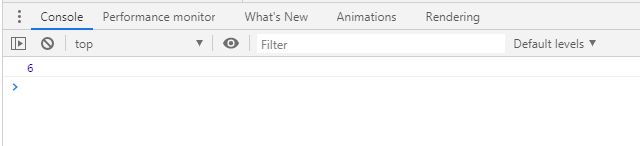 Console Performance monitor What's New Animations Rendering
top Filter Default levels
6